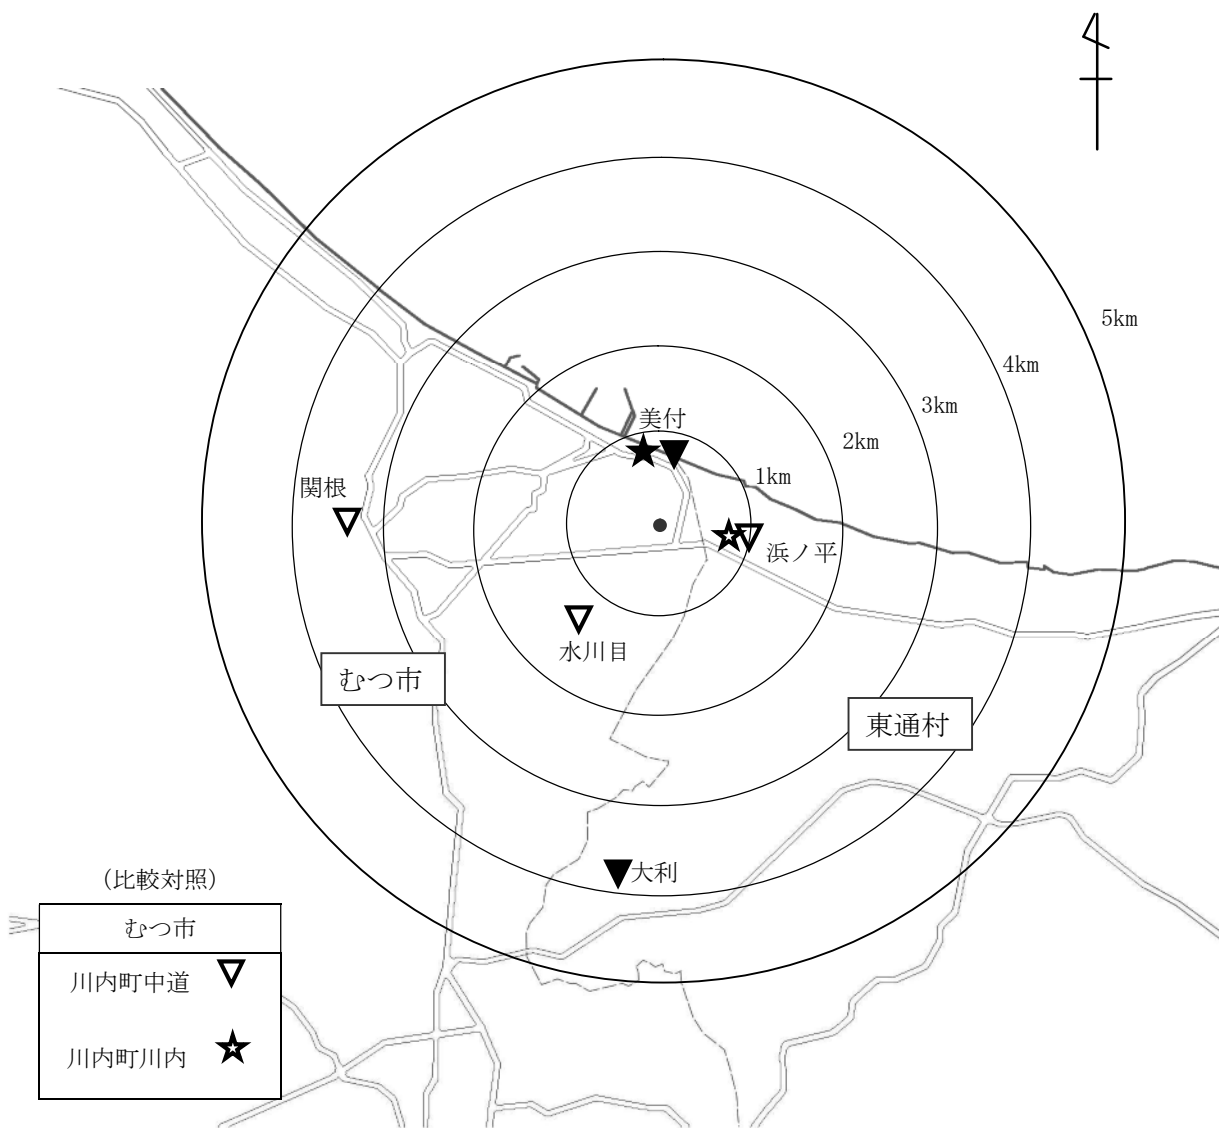 5km
4km
3km
美付
2km
1km
関根
浜ノ平
水川目
むつ市
東通村
大利
(比較対照)
むつ市
川内町中道
川内町川内